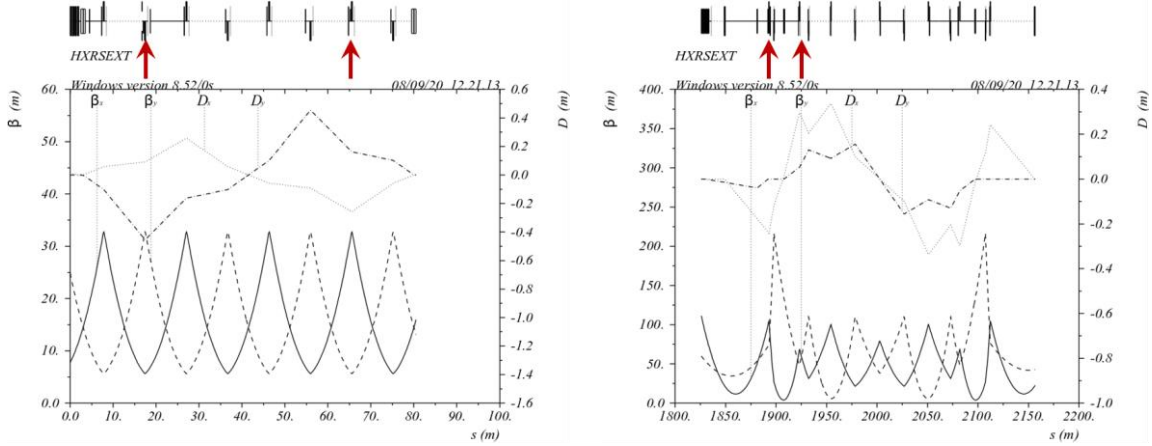 HXRSEXT
Windows version 8.52/0s 08/09/20 12.21.13
β (m)
D (m)
βx βy Dx Dy
60. 50. 40. 30. 20. 10. 0.0
0.6 0.4 0.2 0.0 -0.2 -0.4 -0.6 -0.8 -1.0 -1.2 -1.4 -1.6
0.0 10. 20. 30. 40. 50. 60. 70. 80. 90. 100.
s (m)
HXRSEXT
Windows version 8.52/0s 08/09/20 12.21.13
β (m)
D (m)
βx βy Dx Dy
400. 350. 300. 250. 200. 150. 100. 50. 0.0
0.4 0.2 0.0 -0.2 -0.4 -0.6 -0.8 -1.0
1800. 1850. 1900. 1950. 2000. 2050. 2100. 2150. 2200.
s (m)